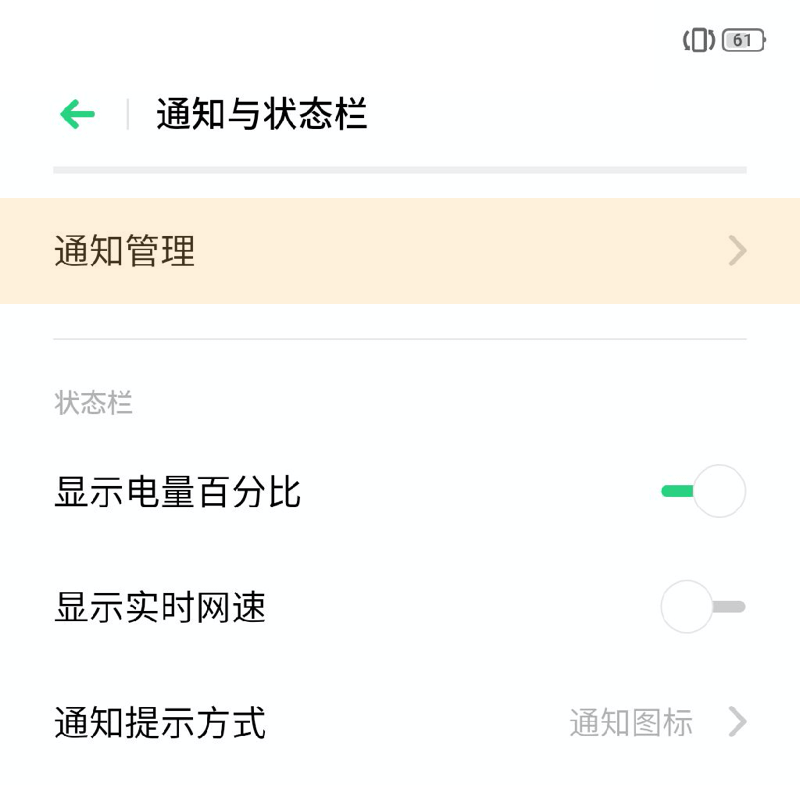 61
通知与状态栏
通知管理
状态栏
显示电量百分比
显示实时网速
通知提示方式 通知图标